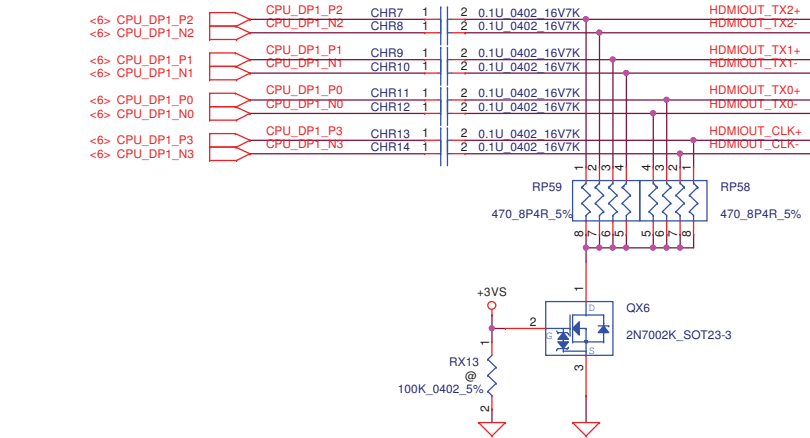 <6> CPU_DP1_P2 CPU_DP1_P2 CHR7 1 2 0.1U_0402_16V7K HDMIOUT_TX2+
<6> CPU_DP1_N2 CPU_DP1_N2 CHR8 1 2 0.1U_0402_16V7K HDMIOUT_TX2-
<6> CPU_DP1_P1 CPU_DP1_P1 CHR9 1 2 0.1U_0402_16V7K HDMIOUT_TX1+
<6> CPU_DP1_N1 CPU_DP1_N1 CHR10 1 2 0.1U_0402_16V7K HDMIOUT_TX1-
<6> CPU_DP1_P0 CPU_DP1_P0 CHR11 1 2 0.1U_0402_16V7K HDMIOUT_TX0+
<6> CPU_DP1_N0 CPU_DP1_N0 CHR12 1 2 0.1U_0402_16V7K HDMIOUT_TX0-
<6> CPU_DP1_P3 CPU_DP1_P3 CHR13 1 2 0.1U_0402_16V7K HDMIOUT_CLK+
<6> CPU_DP1_N3 CPU_DP1_N3 CHR14 1 2 0.1U_0402_16V7K HDMIOUT_CLK-
1 2 3 4 4 3 2 1
RP59 RP58
470_8P4R_5% 470_8P4R_5%
8 7 6 5 5 6 7 8
+3VS 1
D QX6
2
G 2N7002K_SOT23-3
S
1 3
RX13
@
100K_0402_5%
2